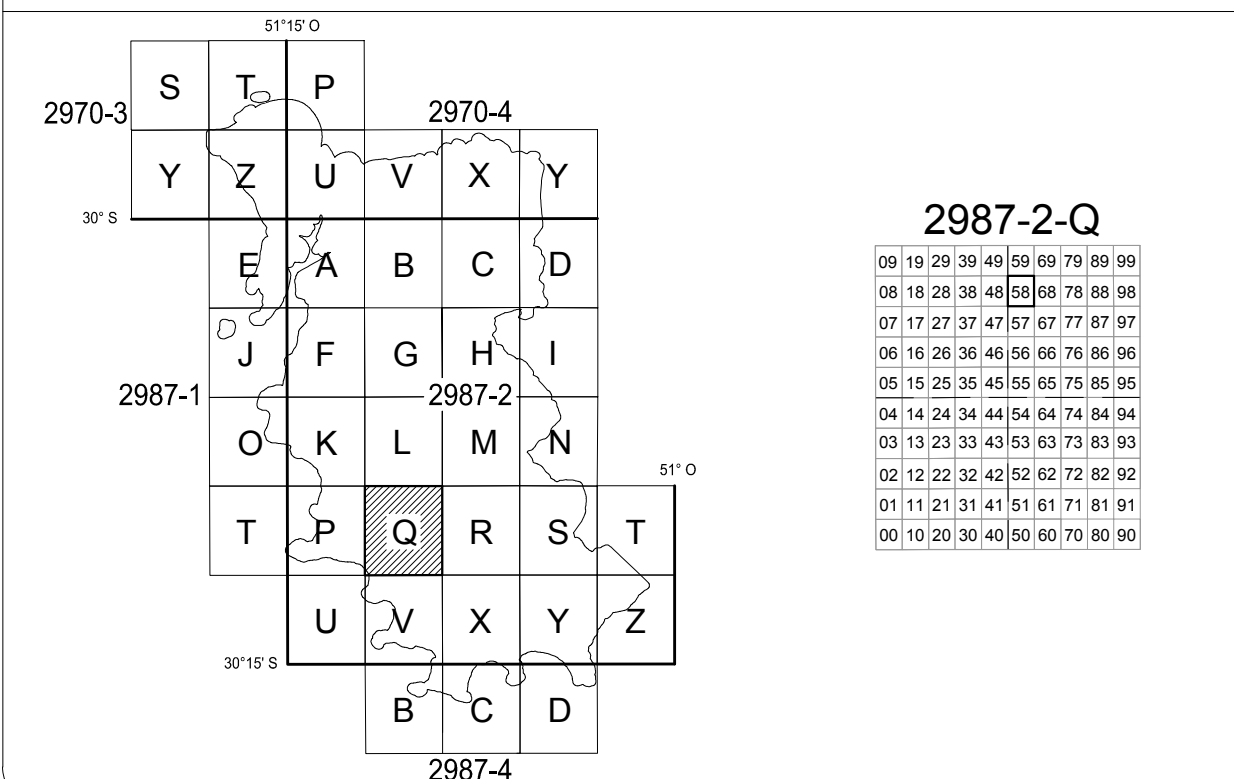 51°15' O
S T P
2970-3
2970-4
Y Z U V X Y
30° S
E A B C D
J F G H I
2987-1
2987-2
O K L M N
51° O
T P Q R S T
U V X Y Z
30°15' S
B C D
2987-4
2987-2-Q
09 19 29 39 49 59 69 79 89 99
08 18 28 38 48 58 68 78 88 98
07 17 27 37 47 57 67 77 87 97
06 16 26 36 46 56 66 76 86 96
05 15 25 35 45 55 65 75 85 95
04 14 24 34 44 54 64 74 84 94
03 13 23 33 43 53 63 73 83 93
02 12 22 32 42 52 62 72 82 92
01 11 21 31 41 51 61 71 81 91
00 10 20 30 40 50 60 70 80 90